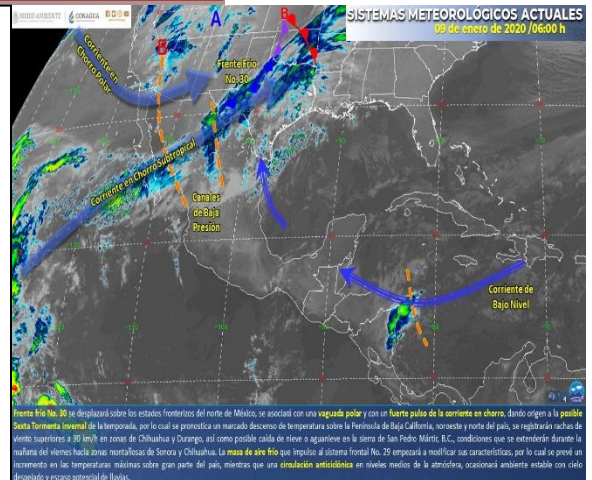 MEDIO AMBIENTE
CONAGUA
SISTEMAS METEOROLÓGICOS ACTUALES
09 de enero de 2020 /06:00 h
B
A
B
Corriente en
Chorro Polar
Frente Frío
No. 30
Corriente en Chorro Subtropical
Canales
de Baja
Presión
Corriente de
Bajo Nivel
Frente frío No. 30 se desplazará sobre los estados fronterizos del norte de México, se asociará con una vaguada polar y con un fuerte pulso de la corriente en chorro, dando origen a la posible
Sexta Tormenta Invernal de la temporada, por lo cual se pronostica un marcado descenso de temperatura sobre la Península de Baja California, noroeste y norte del país, se registrarán rachas de
viento superiores a 90 km/h en zonas de Chihuahua y Durango, así como posible caída de nieve o aguanieve en la sierra de San Pedro Mártir, B.C., condiciones que se extenderán durante la
mañana del viernes hacia zonas montañosas de Sonora y Chihuahua. La masa de aire frío que impulso al sistema frontal No. 29 empezará a modificar sus características, por lo cual se prevé un
incremento en las temperaturas máximas sobre gran parte del país, mientras que una circulación anticiclónica en niveles medios de la atmósfera, ocasionará ambiente estable con cielo
despejado y escaso potencial de lluvias.